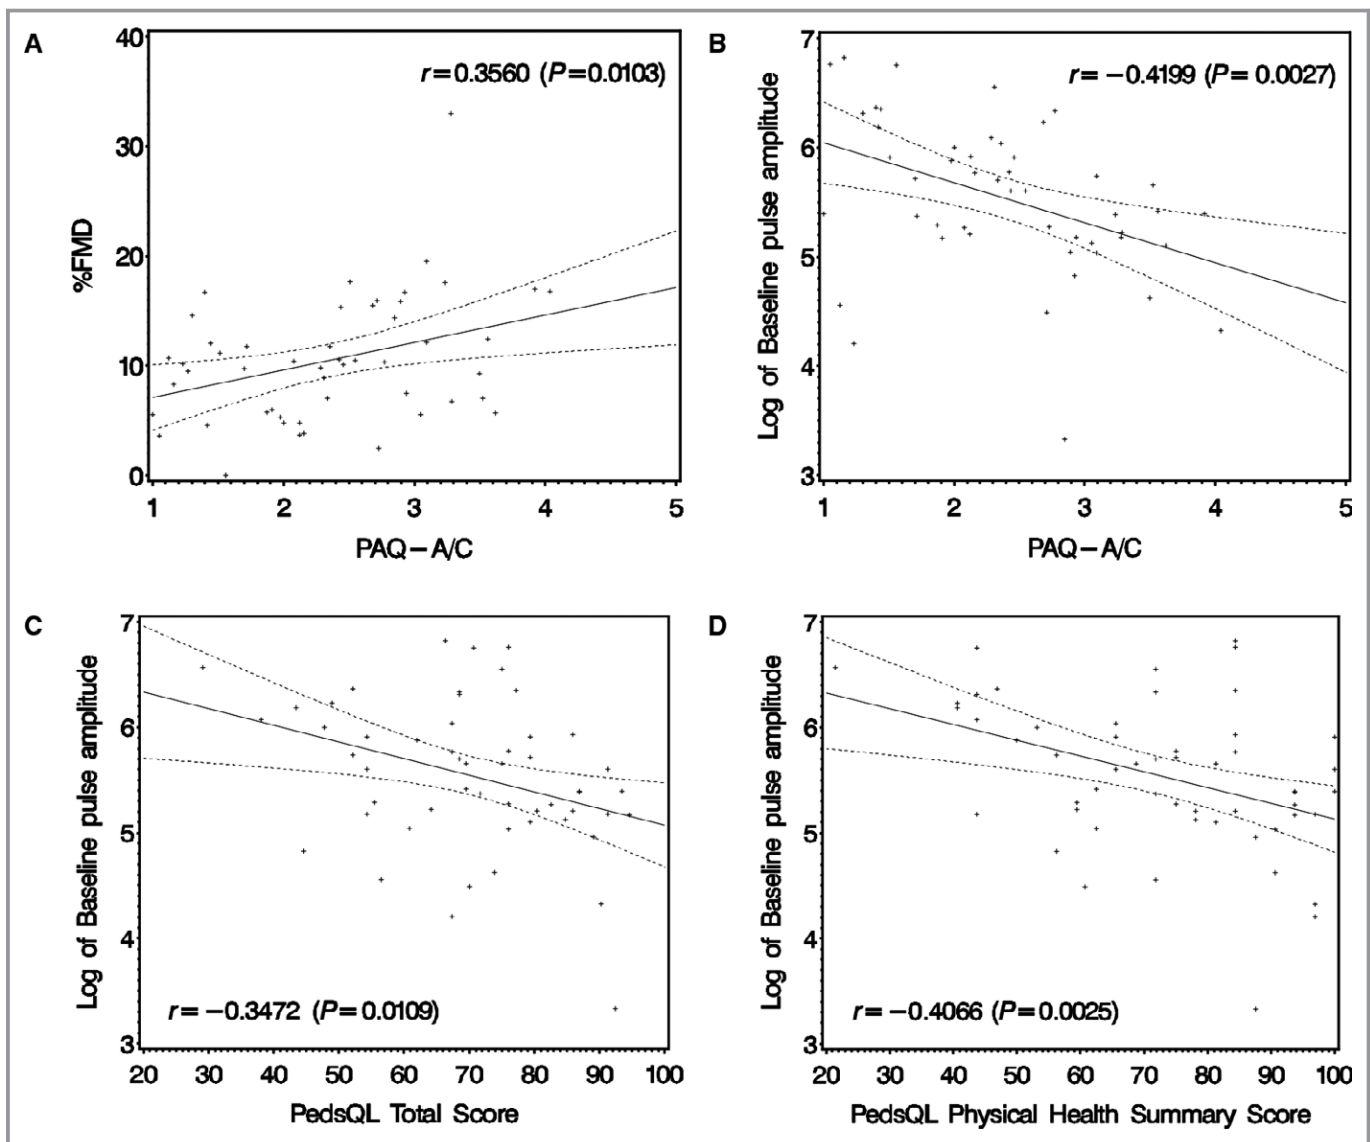 A
40
30
20
10
0
%FMD
r=0.3560 (P=0.0103)
1 2 3 4 5
PAQ–A/C
B
7
6
5
4
3
Log of Baseline pulse amplitude
r=−0.4199 (P=0.0027)
1 2 3 4 5
PAQ–A/C
C
7
6
5
4
3
Log of Baseline pulse amplitude
r=−0.3472 (P=0.0109)
20 30 40 50 60 70 80 90 100
PedsQL Total Score
D
7
6
5
4
3
Log of Baseline pulse amplitude
r=−0.4066 (P=0.0025)
20 30 40 50 60 70 80 90 100
PedsQL Physical Health Summary Score